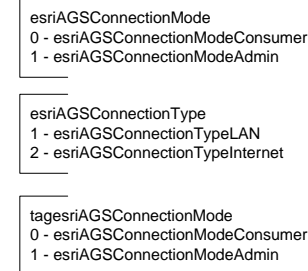 esriAGSConnectionMode
0 - esriAGSConnectionModeConsumer
1 - esriAGSConnectionModeAdmin
esriAGSConnectionType
1 - esriAGSConnectionTypeLAN
2 - esriAGSConnectionTypeInternet
tagesriAGSConnectionMode
0 - esriAGSConnectionModeConsumer
1 - esriAGSConnectionModeAdmin